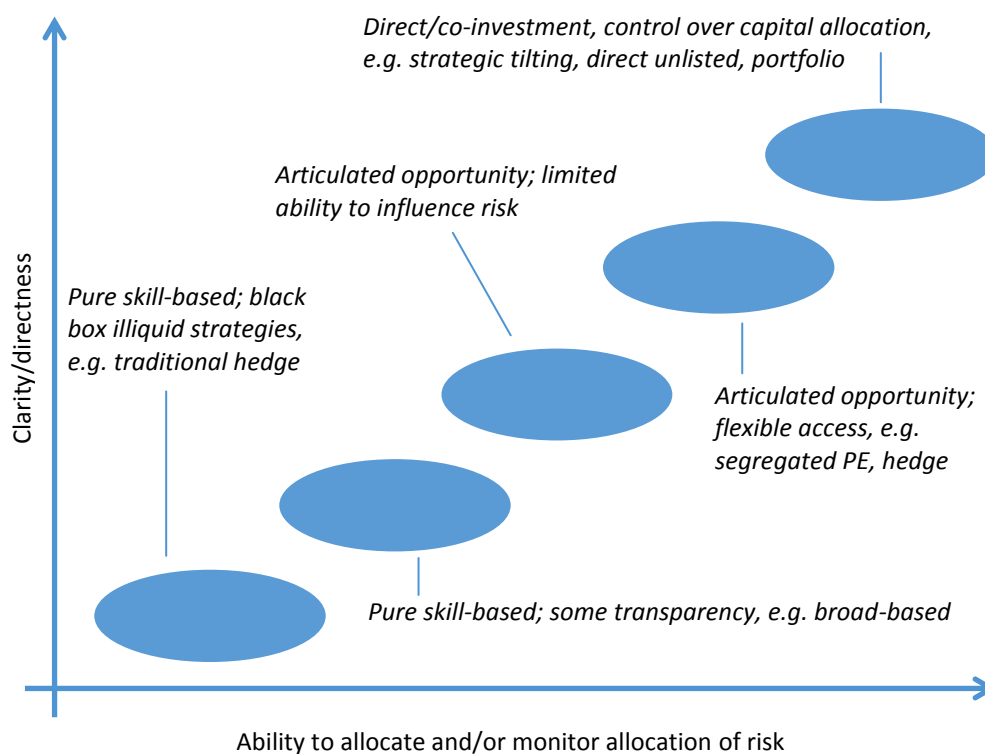 Direct/co-investment, control over capital allocation,
e.g. strategic tilting, direct unlisted, portfolio
Articulated opportunity; limited
ability to influence risk
Pure skill-based; black
box illiquid strategies,
e.g. traditional hedge
Articulated opportunity;
flexible access, e.g.
segregated PE, hedge
Pure skill-based; some transparency, e.g. broad-based
Clarity/directness
Ability to allocate and/or monitor allocation of risk